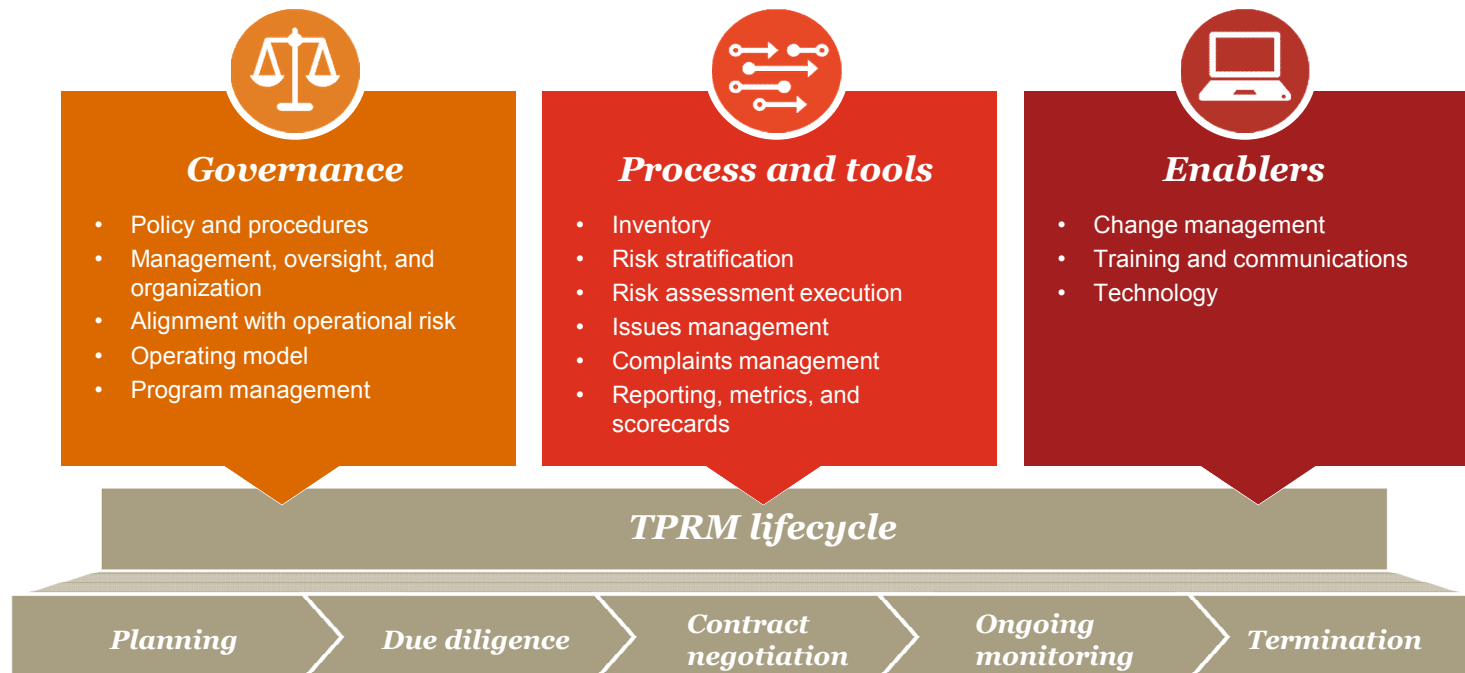 Governance
• Policy and procedures
• Management, oversight, and
organization
• Alignment with operational risk
• Operating model
• Program management
Process and tools
• Inventory
• Risk stratification
• Risk assessment execution
• Issues management
• Complaints management
• Reporting, metrics, and
scorecards
Enablers
• Change management
• Training and communications
• Technology
TPRM lifecycle
Planning
Due diligence
Contract
negotiation
Ongoing
monitoring
Termination